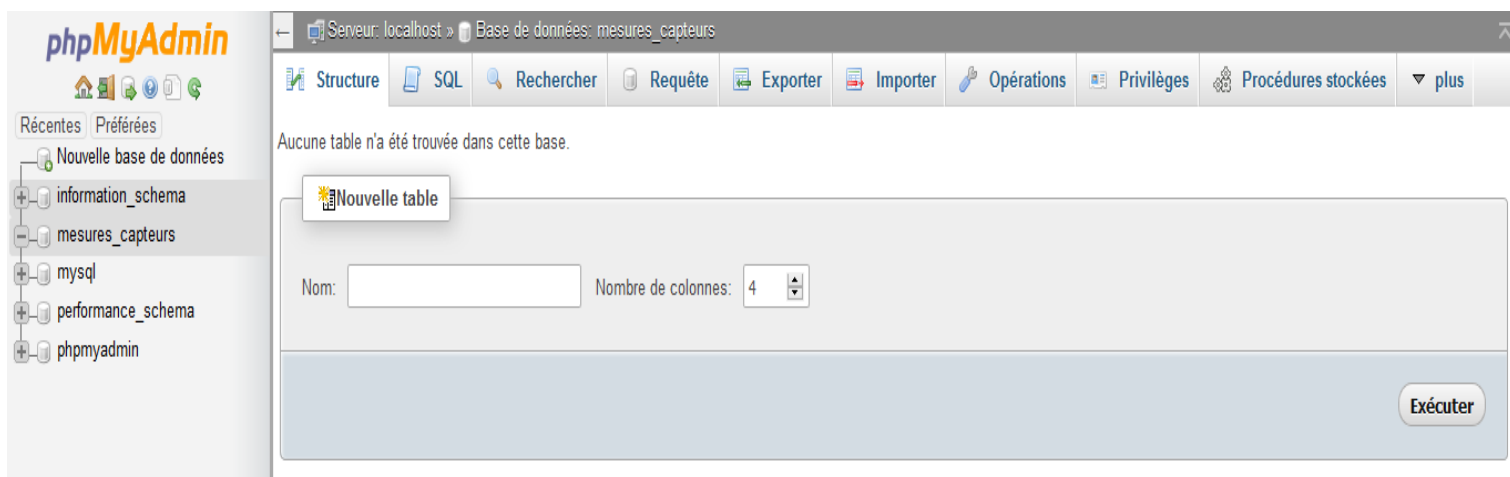 phpMyAdmin
Récentes Préférées
Nouvelle base de données
information_schema
mesures_capteurs
mysql
performance_schema
phpmyadmin
Serveur: localhost » Base de données: mesures_capteurs
Structure SQL Rechercher Requête Exporter Importer Opérations Privilèges Procédures stockées plus
Aucune table n'a été trouvée dans cette base.
Nouvelle table
Nom: Nombre de colonnes: 4
Exécuter